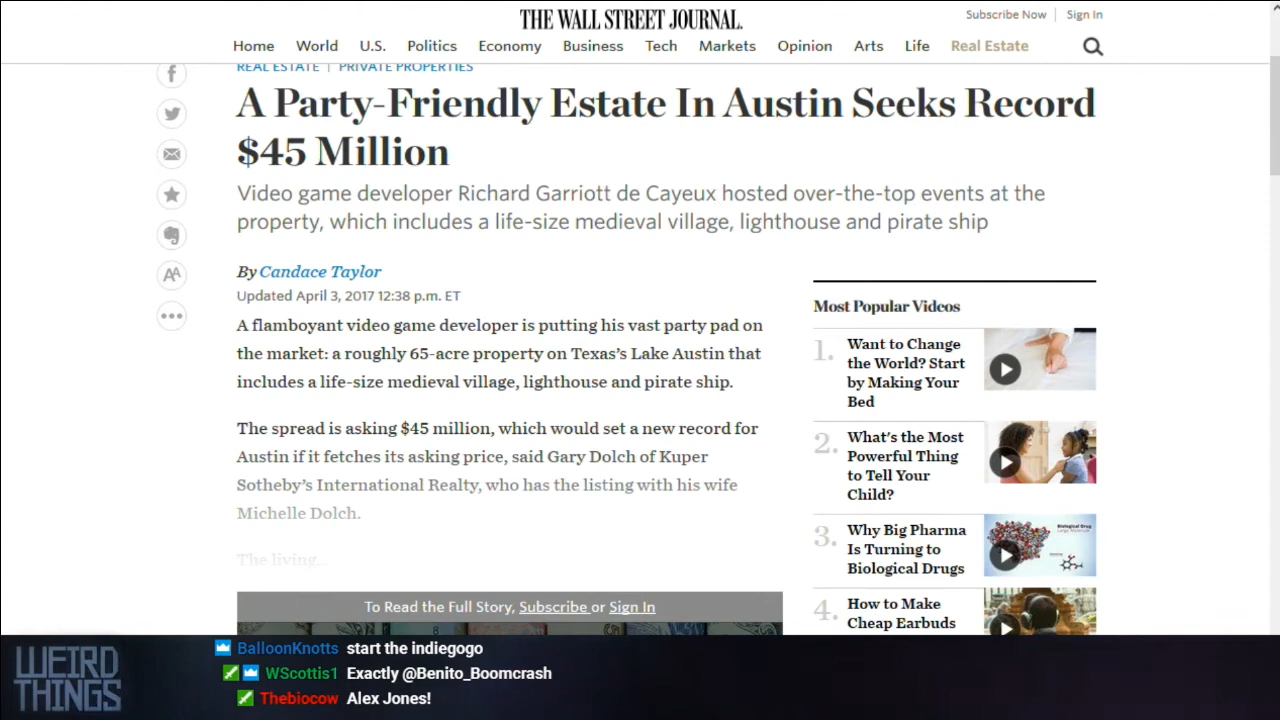 THE WALL STREET JOURNAL.
Subscribe Now | Sign In
Home World U.S. Politics Economy Business Tech Markets Opinion Arts Life Real Estate
REAL ESTATE | PRIVATE PROPERTIES
A Party-Friendly Estate In Austin Seeks Record
$45 Million
Video game developer Richard Garriott de Cayeux hosted over-the-top events at the
property, which includes a life-size medieval village, lighthouse and pirate ship
By Candace Taylor
Updated April 3, 2017 12:38 p.m. ET
A flamboyant video game developer is putting his vast party pad on
the market: a roughly 65-acre property on Texas’s Lake Austin that
includes a life-size medieval village, lighthouse and pirate ship.
The spread is asking $45 million, which would set a new record for
Austin if it fetches its asking price, said Gary Dolch of Kuper
Sotheby’s International Realty, who has the listing with his wife
Michelle Dolch.
The living...
To Read the Full Story, Subscribe or Sign In
Most Popular Videos
1. Want to Change
the World? Start
by Making Your
Bed
2. What's the Most
Powerful Thing
to Tell Your
Child?
3. Why Big Pharma
Is Turning to
Biological Drugs
Biological Drug
4. How to Make
Cheap Earbuds
WEIRD
THINGS
BalloonKnotts start the indiegogo
WScottis1 Exactly @Benito_Boomcrash
Thebiocow Alex Jones!